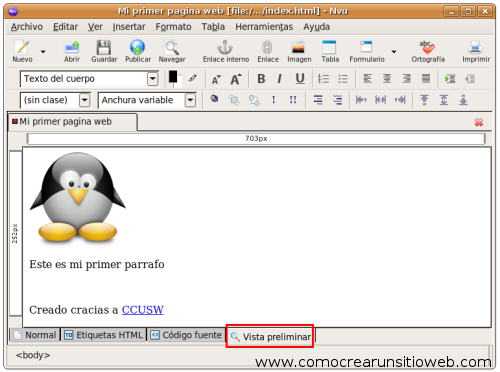 Mi primer pagina web [file:/.../index.html] - Nvu
Archivo Editar Ver Insertar Formato Tabla Herramientas Ayuda
Nuevo Abrir Guardar Publicar Navegar Enlace interno Enlace Imagen Tabla Formulario Ortografía Imprimir
Texto del cuerpo A A B I U
(sin clase) Anchura variable ! !!
Mi primer pagina web
703px
252px
Este es mi primer parrafo
Creado cracias a CCUSW
Normal TD Etiquetas HTML Código fuente Vista preliminar
<body>
www.comocrearunsitioweb.com